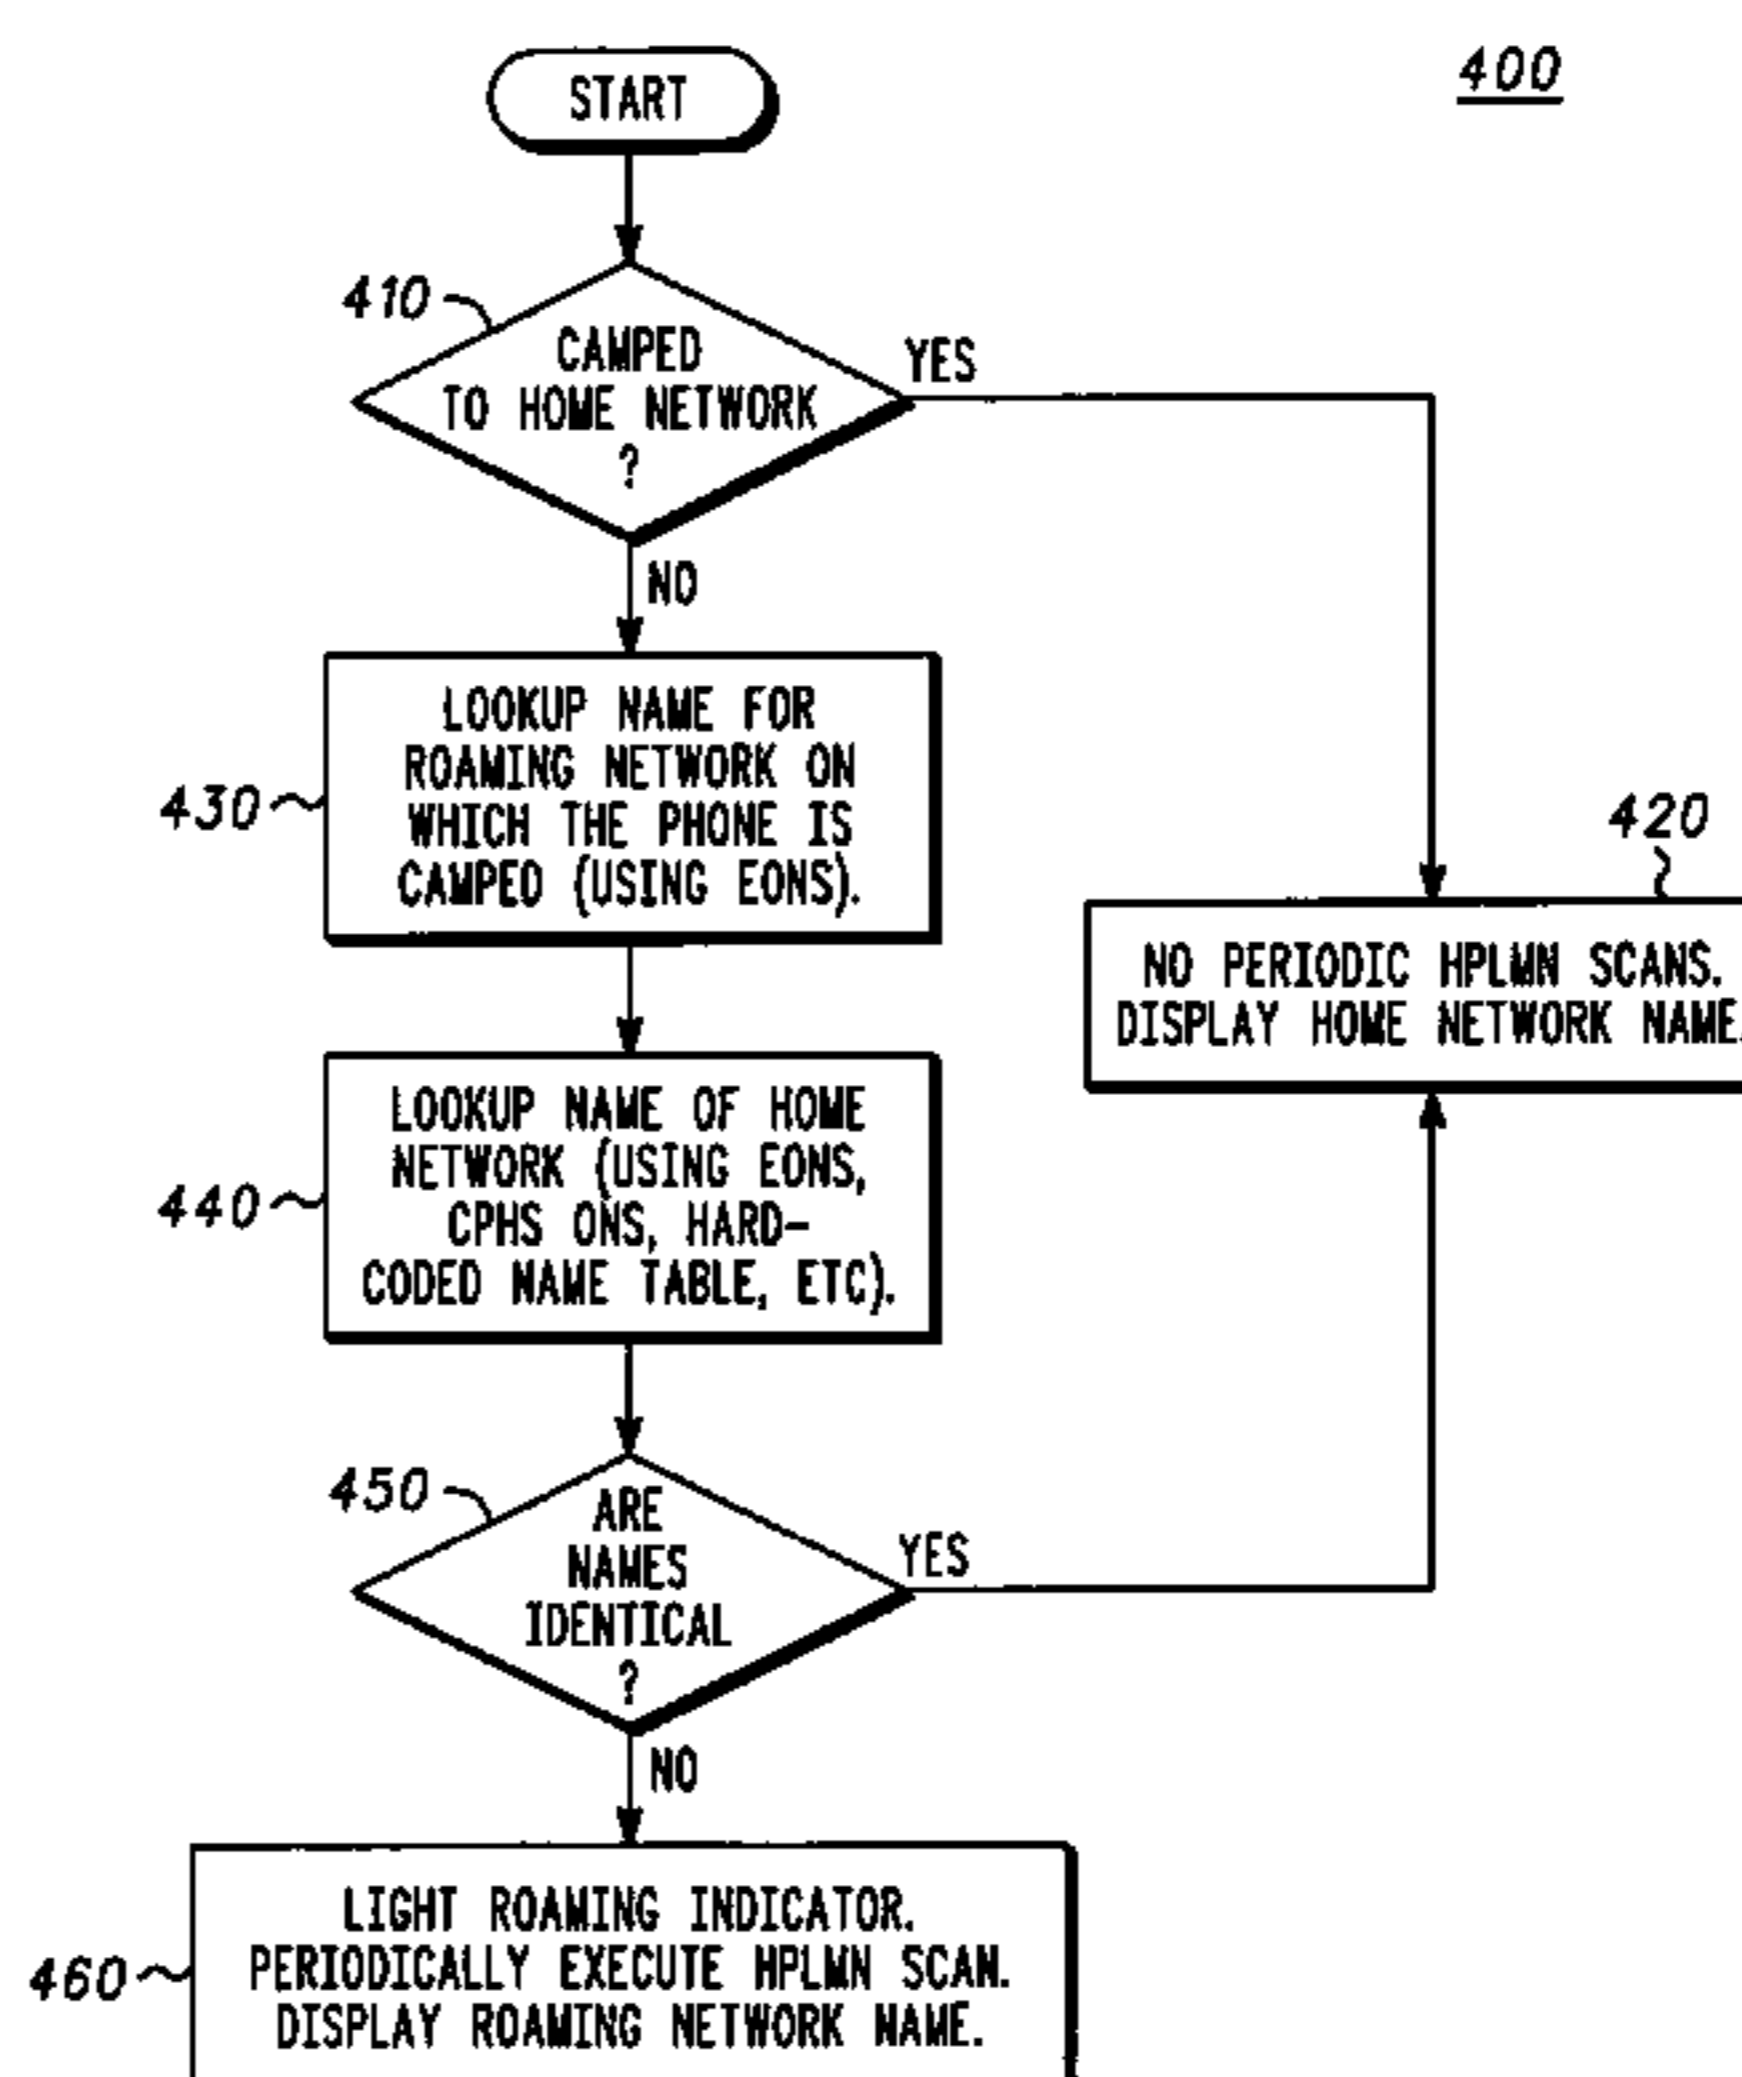 400
START
410
CAMPED
TO HOME NETWORK
?
YES
NO
LOOKUP NAME FOR
ROAMING NETWORK ON
WHICH THE PHONE IS
CAMPED (USING EONS).
430
420
NO PERIODIC HPLMN SCANS.
DISPLAY HOME NETWORK NAME.
LOOKUP NAME OF HOME
NETWORK (USING EONS,
CPHS ONS, HARD-
CODED NAME TABLE, ETC).
440
450
ARE
NAMES
IDENTICAL
?
YES
NO
LIGHT ROAMING INDICATOR.
PERIODICALLY EXECUTE HPLMN SCAN.
DISPLAY ROAMING NETWORK NAME.
460